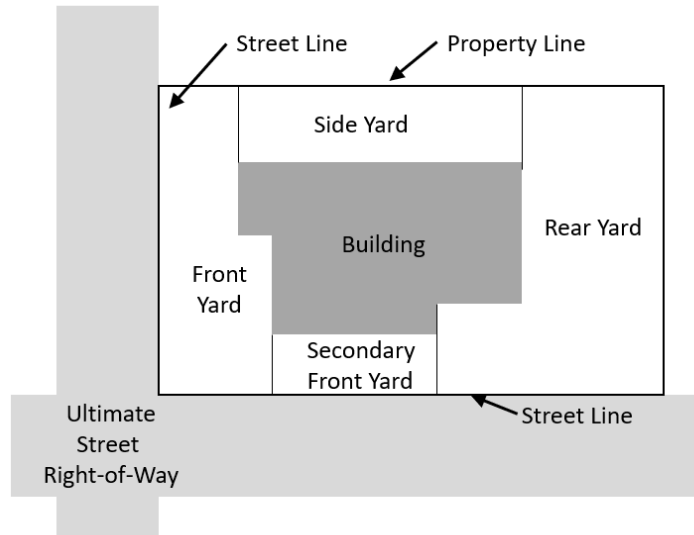 Street Line
Property Line
Side Yard
Building
Rear Yard
Front
Yard
Secondary
Front Yard
Ultimate
Street
Right-of-Way
Street Line